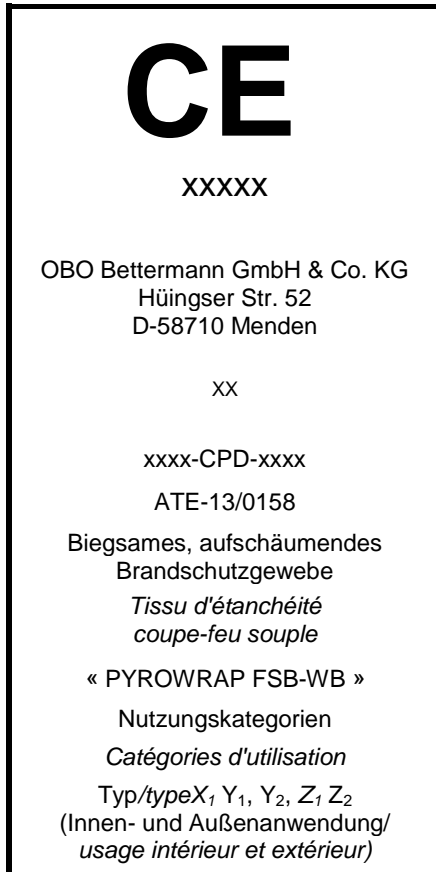 CE
xxxxx
OBO Bettermann GmbH & Co. KG
Hüingser Str. 52
D-58710 Menden
xx
xxxx-CPD-xxxx
ATE-13/0158
Biegsames, aufschäumendes
Brandschutzgewebe
Tissu d'étanchéité
coupe-feu souple
« PYROWRAP FSB-WB »
Nutzungskategorien
Catégories d'utilisation
Typ/typeX₁ Y₁, Y₂, Z₁ Z₂
(Innen- und Außenanwendung/
usage intérieur et extérieur)